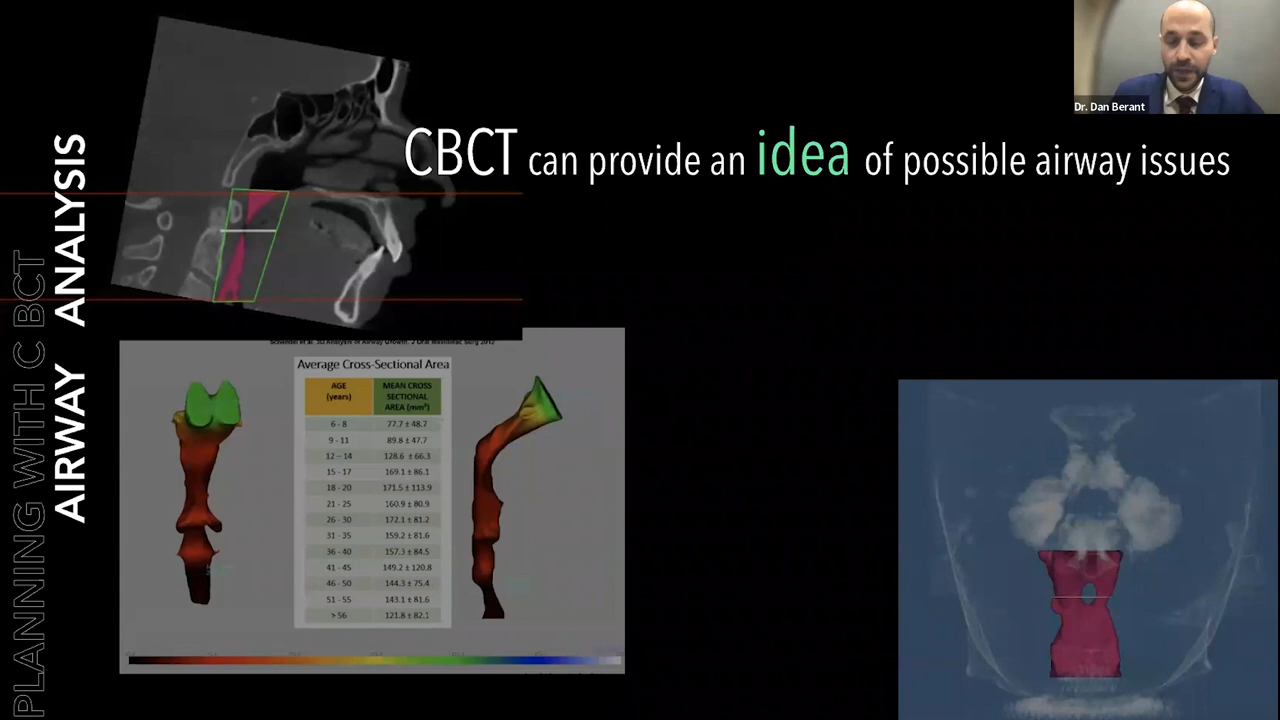 PLANNING WITH C BCT
AIRWAY ANALYSIS
CBCT can provide an idea of possible airway issues
Dr. Dan Berant
Average Cross-Sectional Area
AGE (years) MEAN CROSS SECTIONAL AREA (mm²)
6 - 8 77.7 ± 48.7
9 - 11 89.8 ± 47.7
12 – 14 128.6 ± 66.3
15 - 17 169.1 ± 86.1
18 - 20 171.5 ± 113.9
21 - 25 160.9 ± 80.9
26 - 30 172.1 ± 81.2
31 - 35 159.2 ± 81.6
36 - 40 157.3 ± 84.5
41 - 45 149.2 ± 120.8
46 - 50 144.3 ± 75.4
51 - 55 143.1 ± 81.6
> 56 121.8 ± 82.1